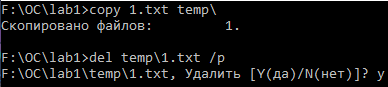 F:\OC\lab1>copy 1.txt temp\
Скопировано файлов:         1.
F:\OC\lab1>del temp\1.txt /p
F:\OC\lab1\temp\1.txt, Удалить [Y(да)/N(нет)]? y